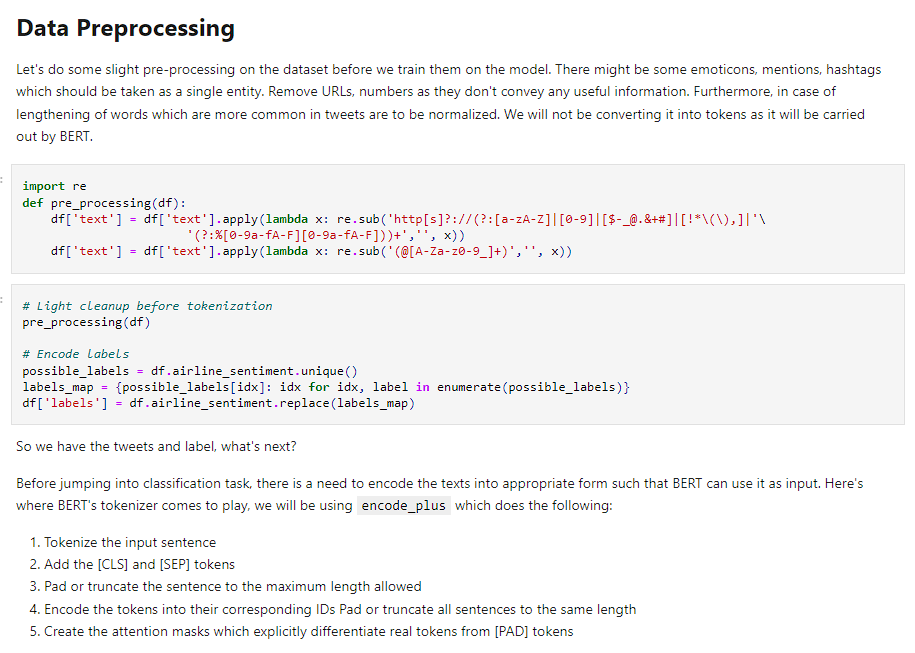 Data Preprocessing
Let's do some slight pre-processing on the dataset before we train them on the model. There might be some emoticons, mentions, hashtags
which should be taken as a single entity. Remove URLs, numbers as they don't convey any useful information. Furthermore, in case of
lengthening of words which are more common in tweets are to be normalized. We will not be converting it into tokens as it will be carried
out by BERT.
import re
def pre_processing(df):
    df['text'] = df['text'].apply(lambda x: re.sub('http[s]?://(?:[a-zA-Z]|[0-9]|[$-_@.&+#]|[!*\(\),]|'\
                      '(?:%[0-9a-fA-F][0-9a-fA-F]))+','', x))
    df['text'] = df['text'].apply(lambda x: re.sub('(@[A-Za-z0-9_]+)','', x))
# Light cleanup before tokenization
pre_processing(df)
# Encode labels
possible_labels = df.airline_sentiment.unique()
labels_map = {possible_labels[idx]: idx for idx, label in enumerate(possible_labels)}
df['labels'] = df.airline_sentiment.replace(labels_map)
So we have the tweets and label, what's next?
Before jumping into classification task, there is a need to encode the texts into appropriate form such that BERT can use it as input. Here's
where BERT's tokenizer comes to play, we will be using encode_plus which does the following:
1. Tokenize the input sentence
2. Add the [CLS] and [SEP] tokens
3. Pad or truncate the sentence to the maximum length allowed
4. Encode the tokens into their corresponding IDs Pad or truncate all sentences to the same length
5. Create the attention masks which explicitly differentiate real tokens from [PAD] tokens